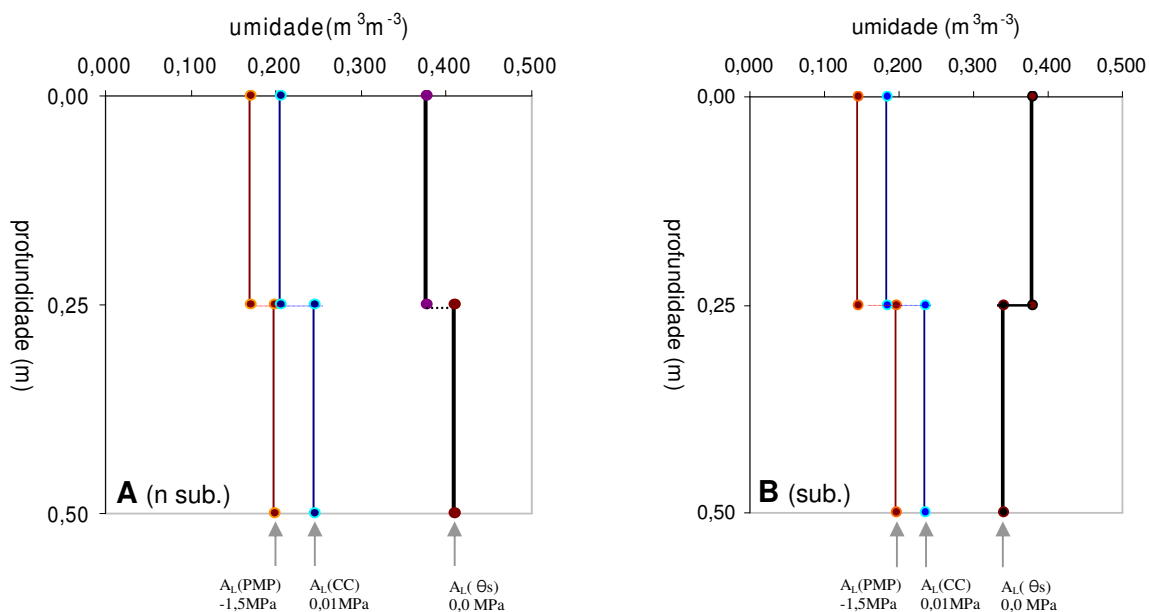 umidade(m³m⁻³)
0,000 0,100 0,200 0,300 0,400 0,500
0,00
0,25
0,50
profundidade (m)
A (n sub.)
A_L(PMP)
-1,5MPa
A_L(CC)
0,01MPa
A_L( θs)
0,0 MPa
umidade (m³m⁻³)
0,000 0,100 0,200 0,300 0,400 0,500
0,00
0,25
0,50
profundidade (m)
B (sub.)
A_L(PMP)
-1,5MPa
A_L(CC)
0,01MPa
A_L( θs)
0,0 MPa